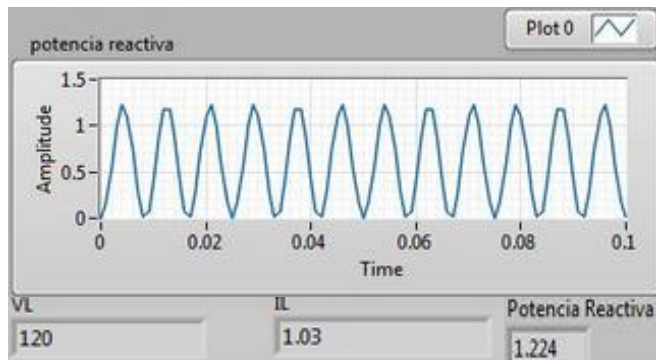 Plot 0
potencia reactiva
1.5
1
0.5
0
Amplitude
0 0.02 0.04 0.06 0.08 0.1
Time
VL IL Potencia Reactiva
120 1.03 1.224